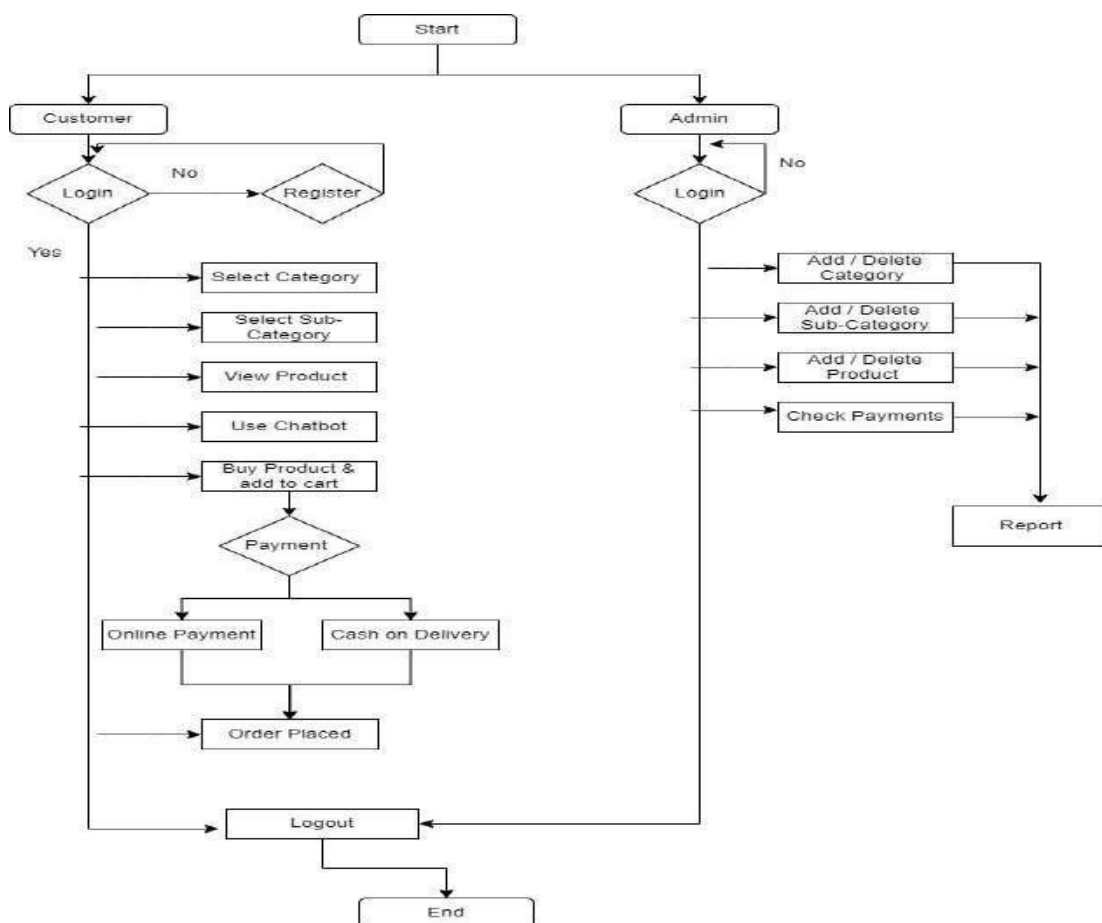 Start
Customer
Admin
Login
No
Register
Login
No
Yes
Select Category
Select Sub-
Category
View Product
Use Chatbot
Buy Product &
add to cart
Payment
Online Payment
Cash on Delivery
Order Placed
Add / Delete
Category
Add / Delete
Sub-Category
Add / Delete
Product
Check Payments
Report
Logout
End